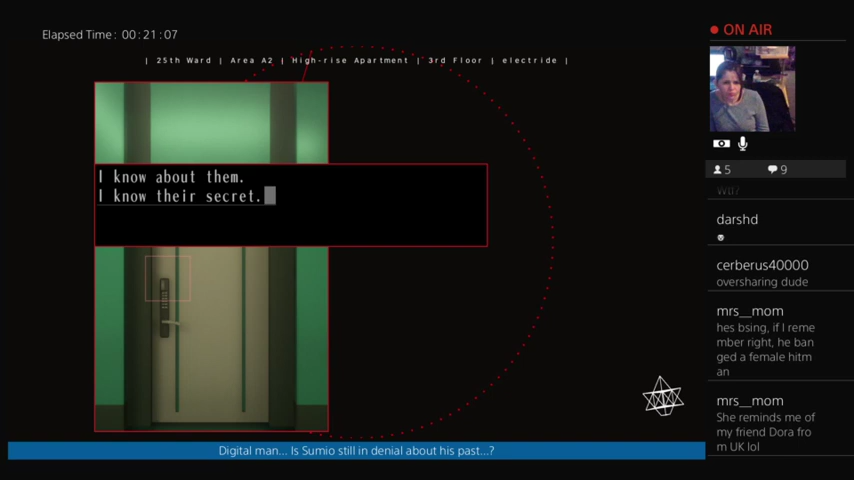 Elapsed Time: 00:21:07
| 25th Ward | Area A2 | High-rise Apartment | 3rd Floor | electride |
I know about them.
I know their secret.
Digital man... Is Sumio still in denial about his past...?
ON AIR
5 9
darshd
cerberus40000
oversharing dude
mrs__mom
hes bsing, if I reme
mber right, he ban
ged a female hitm
an
mrs__mom
She reminds me of
my friend Dora fro
m UK lol